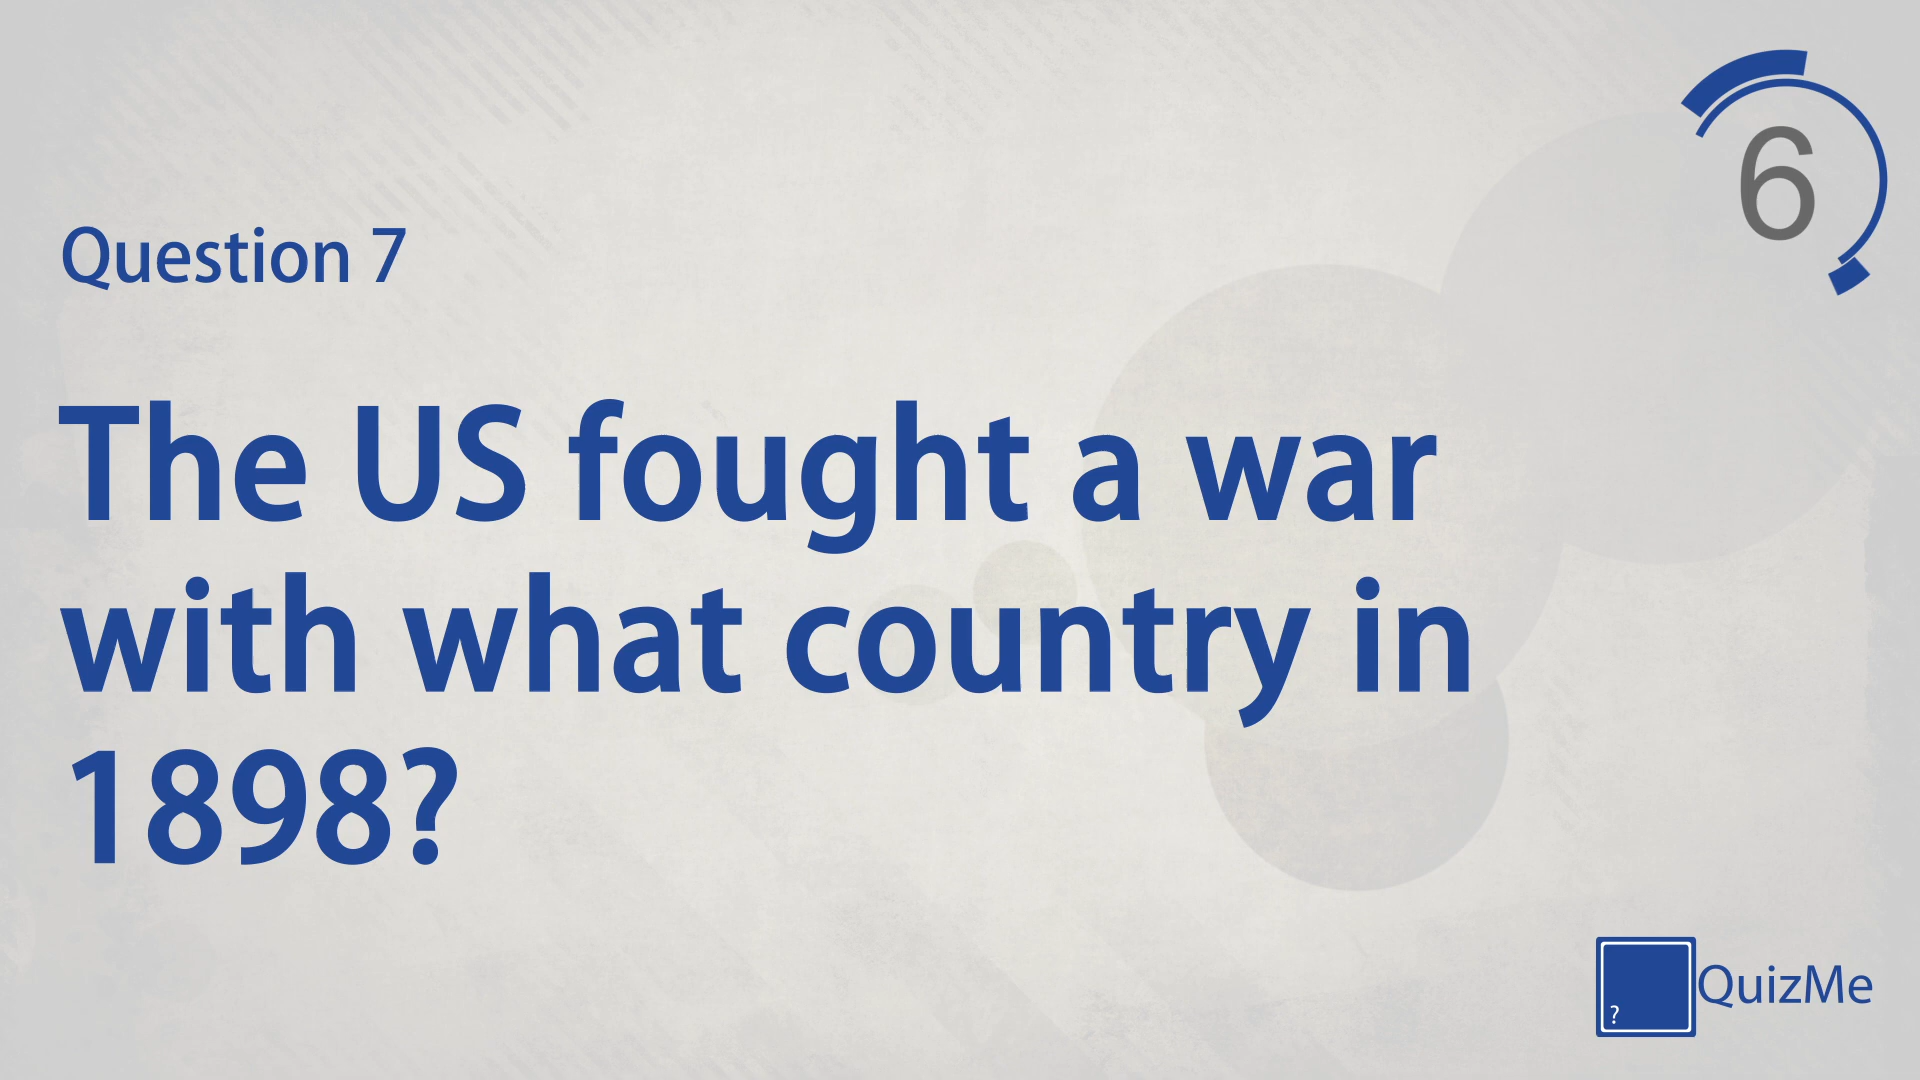 6
Question 7
The US fought a war
with what country in
1898?
?
QuizMe